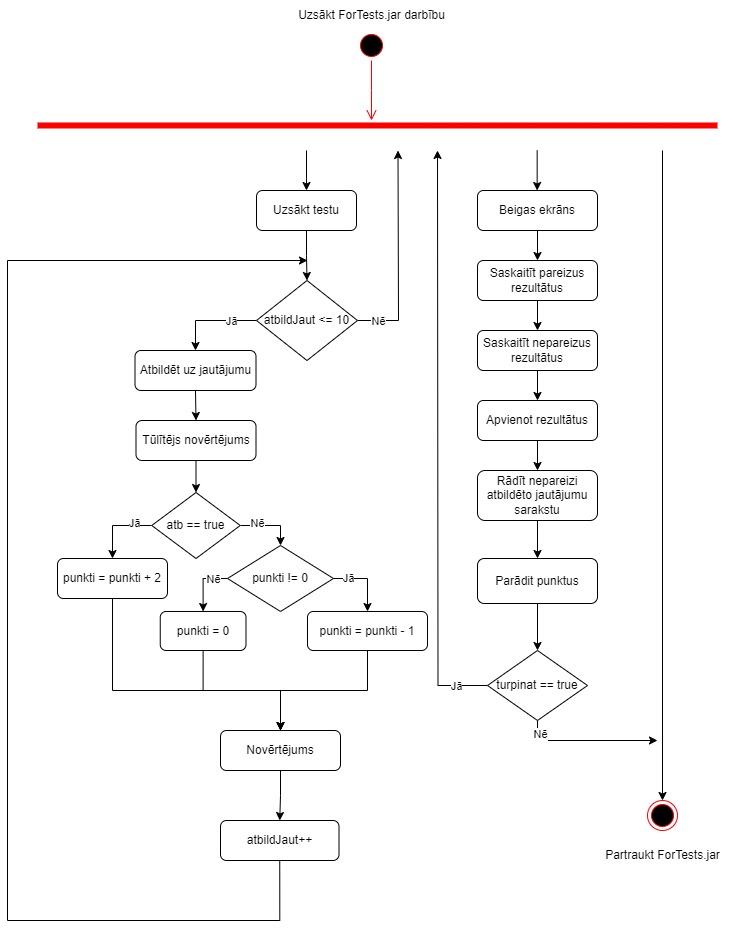 Uzsākt ForTests.jar darbību
Uzsākt testu
atbildJaut <= 10
Jā
Nē
Atbildēt uz jautājumu
Tūlītējs novērtējums
atb == true
Jā
Nē
punkti = punkti + 2
punkti != 0
Nē
Jā
punkti = 0
punkti = punkti - 1
Novērtējums
atbildJaut++
Beigas ekrāns
Saskaitīt pareizus
rezultātus
Saskaitīt nepareizus
rezultātus
Apvienot rezultātus
Rādīt nepareizi
atbildēto jautājumu
sarakstu
Parādit punktus
turpinat == true
Jā
Nē
Partraukt ForTests.jar